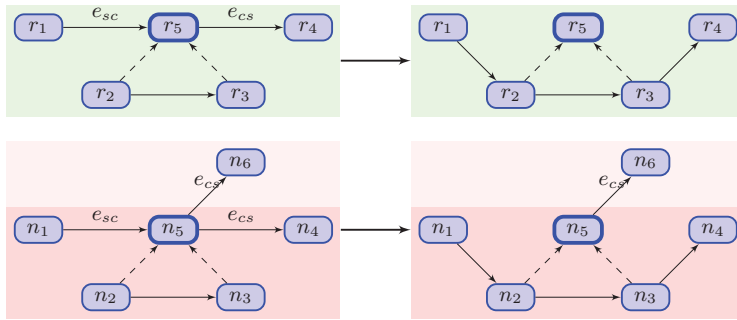 r1 e_sc r5 e_cs r4
r2 r3
r1 r5 r4
r2 r3
n6
e_cs
n1 e_sc n5 e_cs n4
n2 n3
n6
e_cs
n1 n5 n4
n2 n3